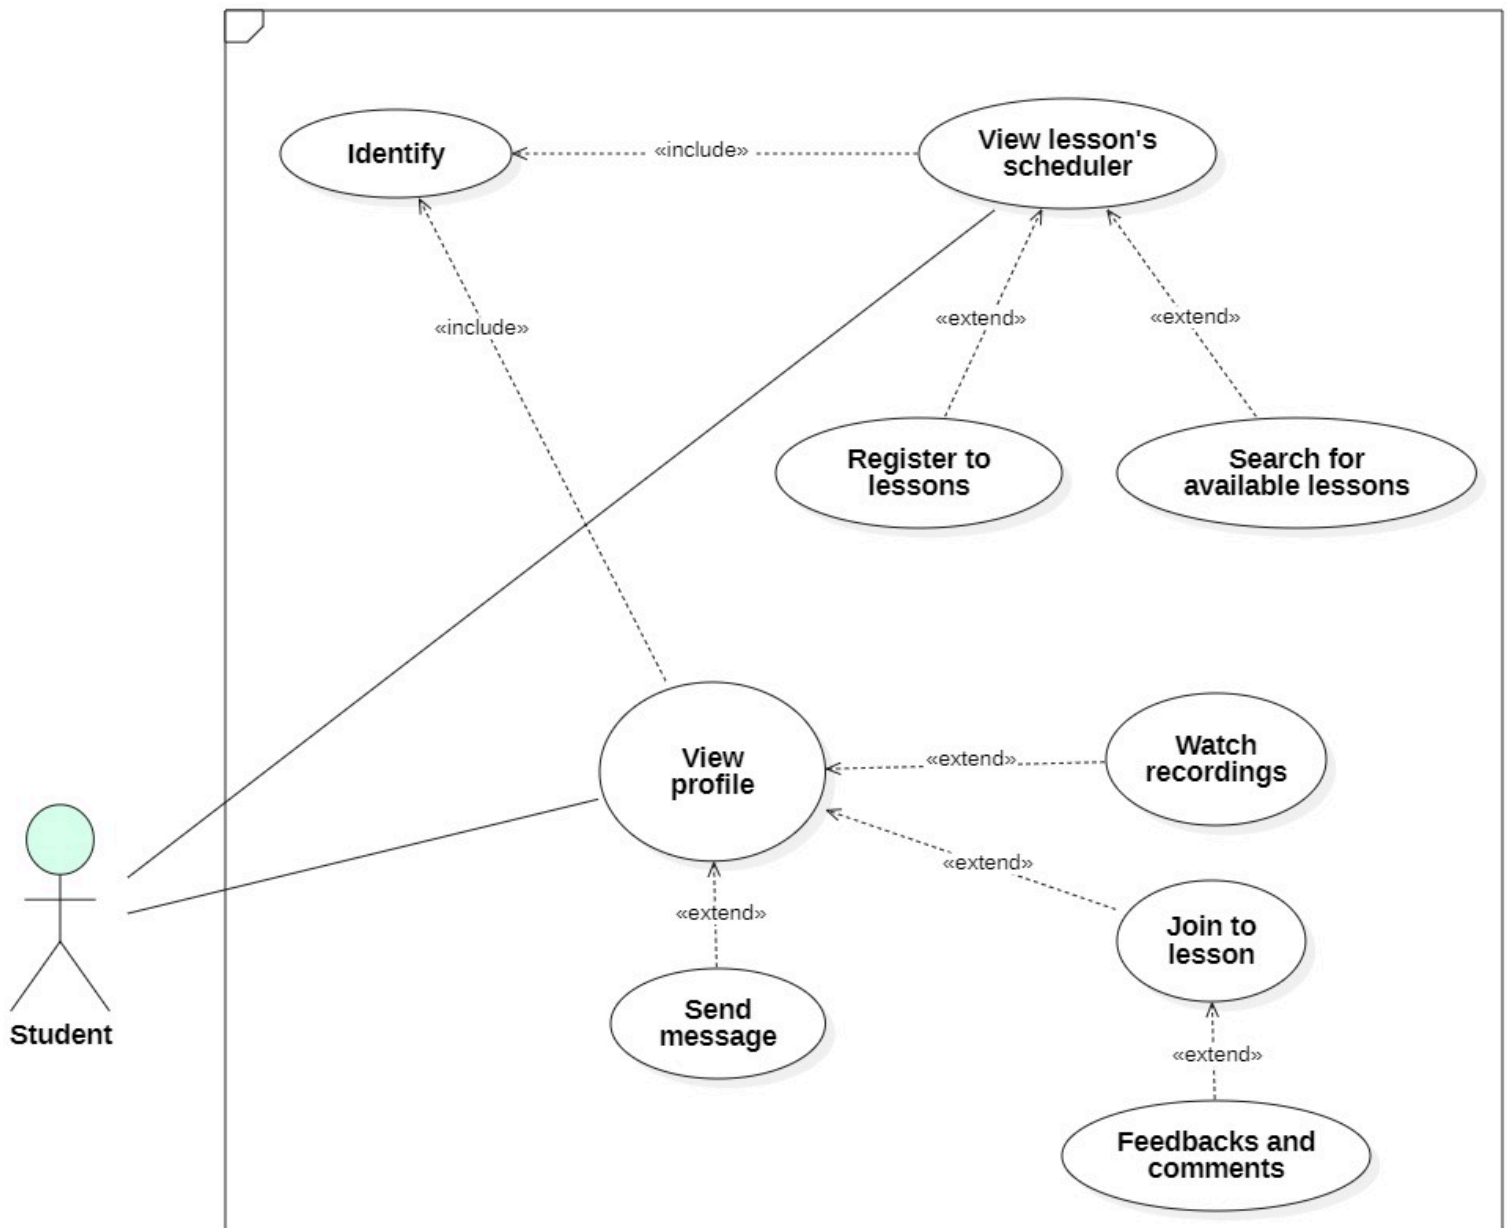 Identify
«include»
View lesson's
scheduler
«include»
«extend»
«extend»
Register to
lessons
Search for
available lessons
View
profile
«extend»
Watch
recordings
«extend»
«extend»
Join to
lesson
Send
message
Student
«extend»
Feedbacks and
comments